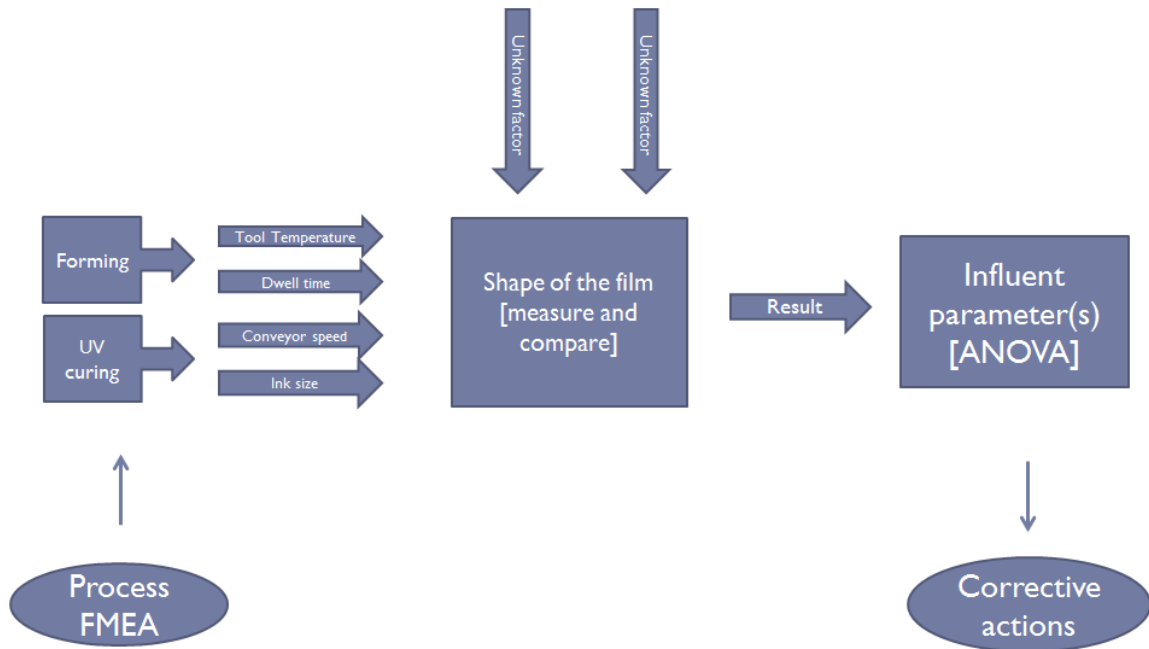 Unknown factor
Unknown factor
Forming
UV
curing
Tool Temperature
Dwell time
Conveyor speed
Ink size
Shape of the film
[measure and
compare]
Result
Influent
parameter(s)
[ANOVA]
Process
FMEA
Corrective
actions